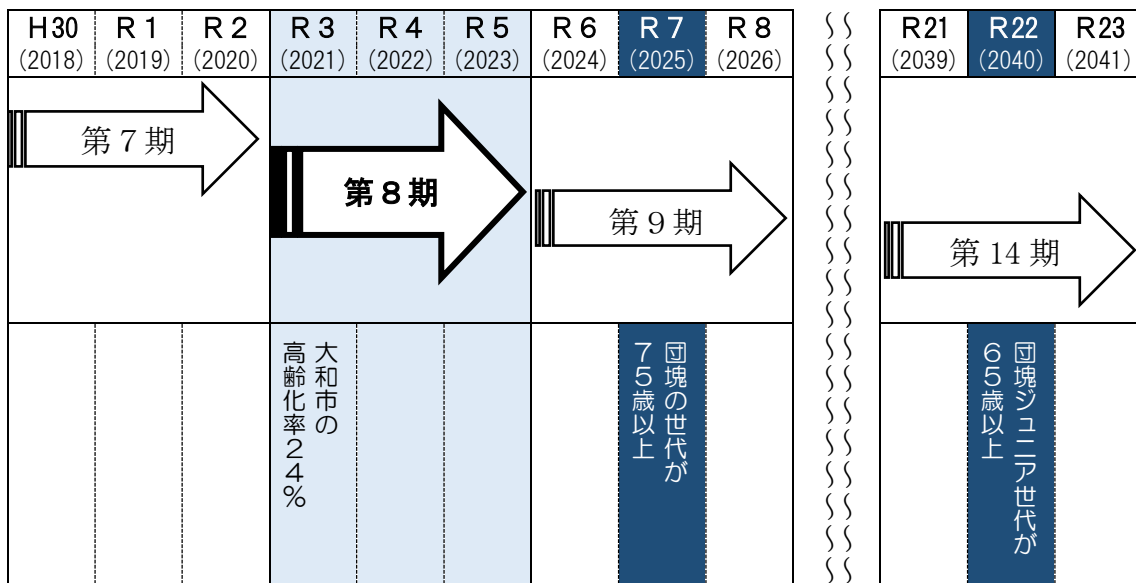 H30 R1 R2 R3 R4 R5 R6 R7 R8 R21 R22 R23
(2018) (2019) (2020) (2021) (2022) (2023) (2024) (2025) (2026) (2039) (2040) (2041)
第7期
第8期
第9期
第14期
大和市の
高齢化率24%
団塊の世代が
75歳以上
団塊ジュニア世代が
65歳以上